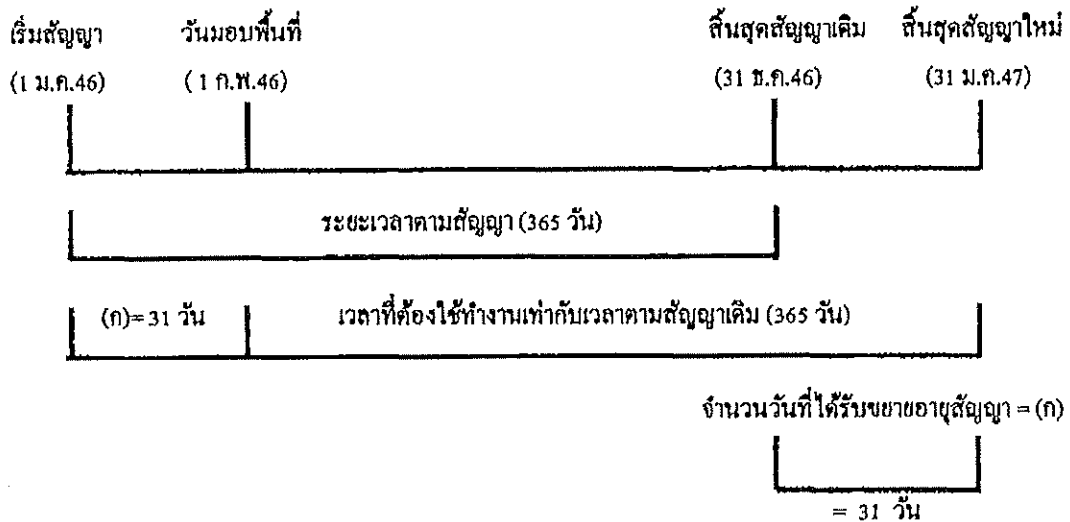 เริ่มสัญญา วันมอบพื้นที่ สิ้นสุดสัญญาเดิม สิ้นสุดสัญญาใหม่
(1 ม.ค.46) ( 1 ก.พ.46) (31 ธ.ค.46) (31 ม.ค.47)
ระยะเวลาตามสัญญา (365 วัน)
(ก)= 31 วัน เวลาที่ต้องใช้ทำงานเท่ากับเวลาตามสัญญาเดิม (365 วัน)
จำนวนวันที่ได้รับขยายอายุสัญญา = (ก)
= 31 วัน